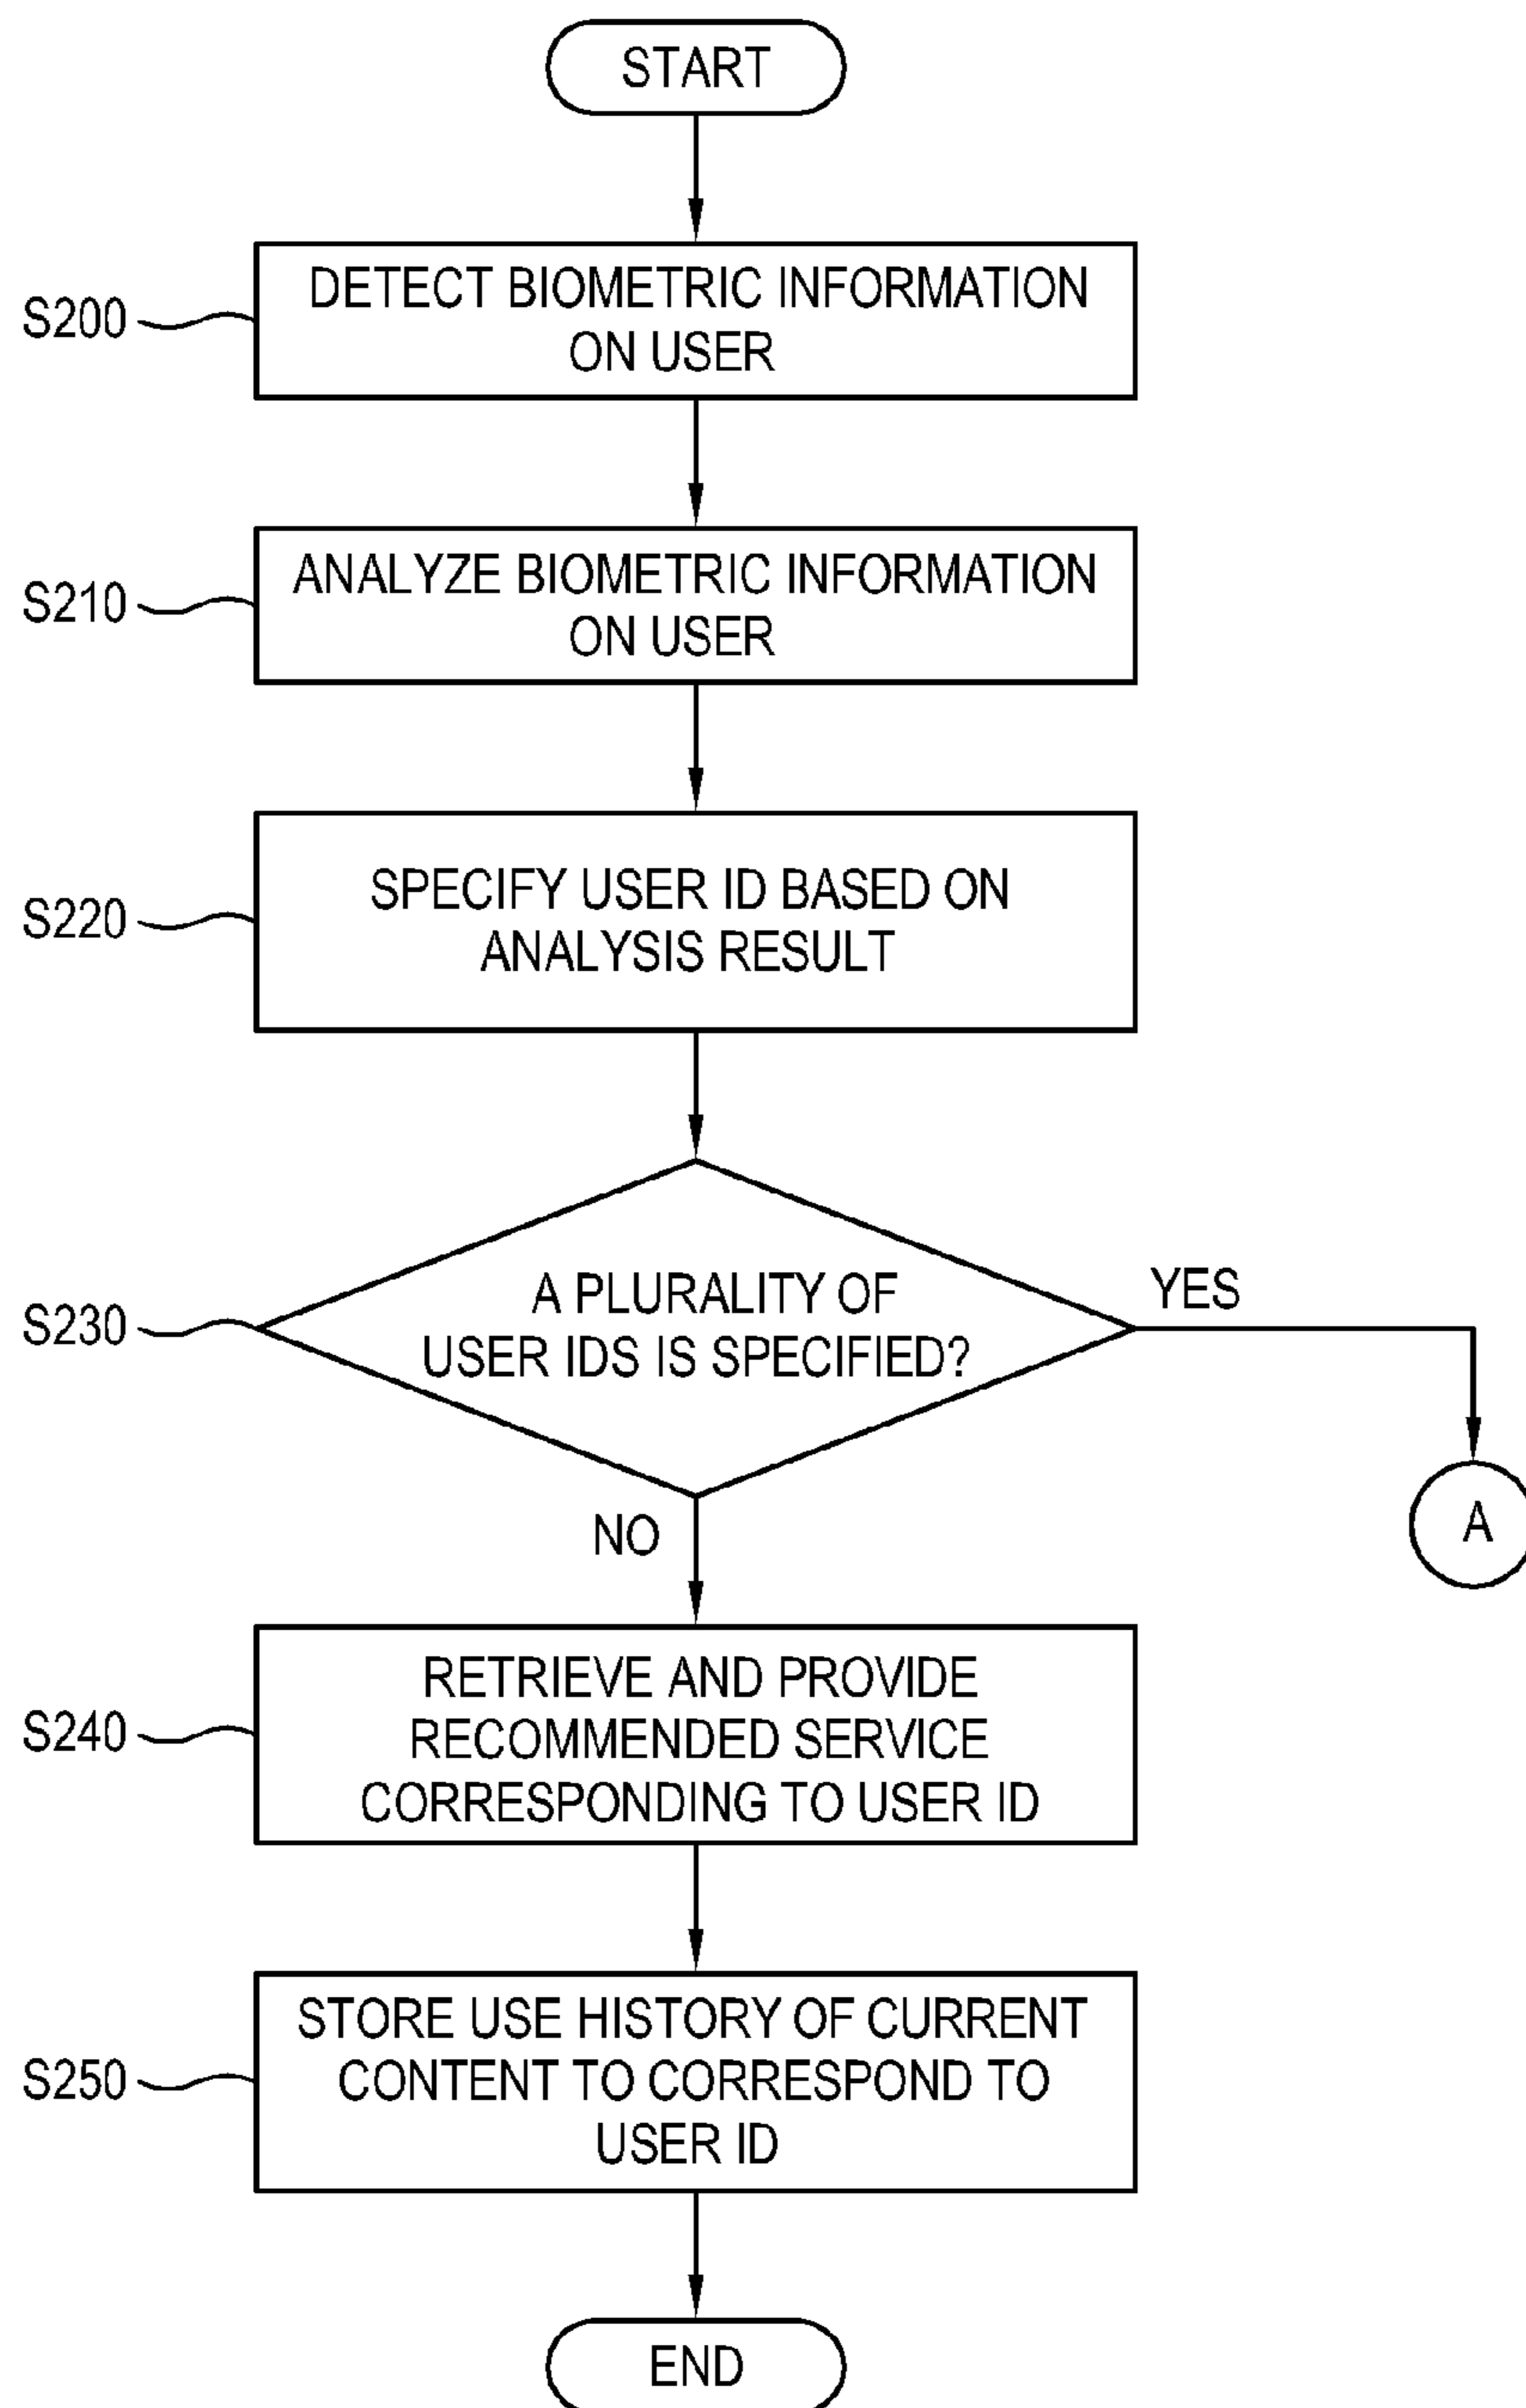 START
S200
DETECT BIOMETRIC INFORMATION
ON USER
S210
ANALYZE BIOMETRIC INFORMATION
ON USER
S220
SPECIFY USER ID BASED ON
ANALYSIS RESULT
S230
A PLURALITY OF
USER IDS IS SPECIFIED?
YES
A
NO
S240
RETRIEVE AND PROVIDE
RECOMMENDED SERVICE
CORRESPONDING TO USER ID
S250
STORE USE HISTORY OF CURRENT
CONTENT TO CORRESPOND TO
USER ID
END